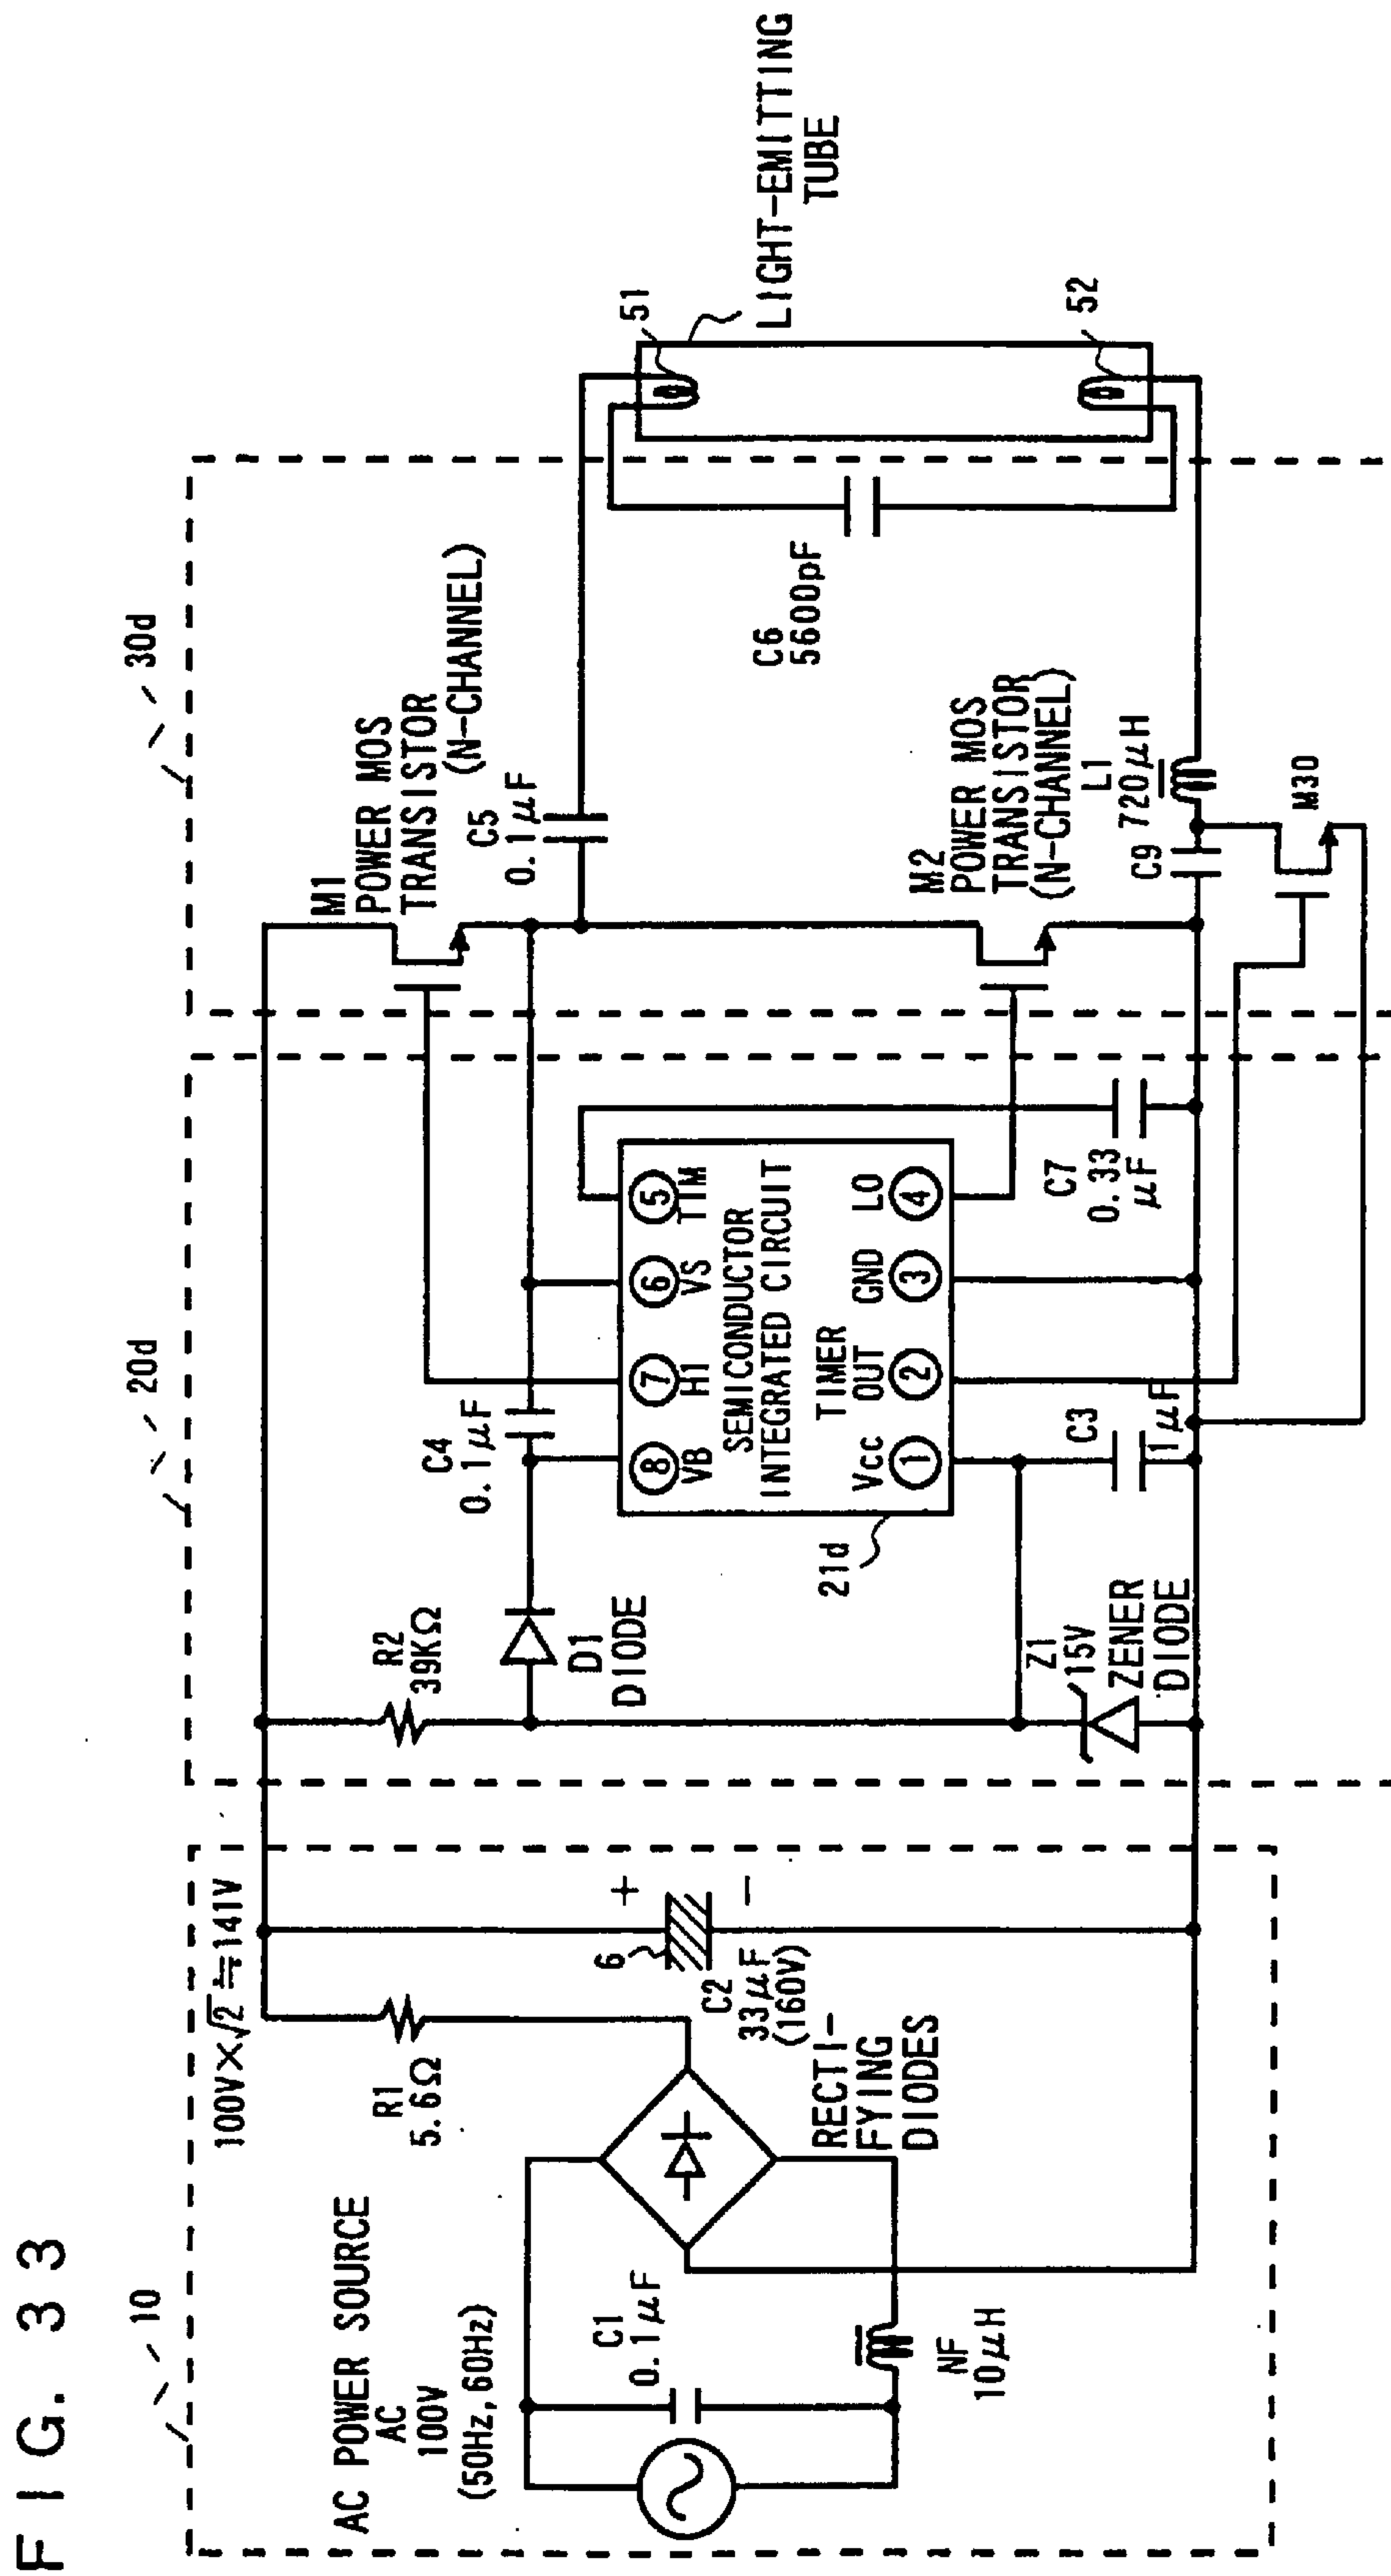 FIG. 33
10
AC POWER SOURCE
AC
100V
(50Hz, 60Hz)
C1
0.1μF
NF
10μH
100V×√2≒141V
R1
5.6Ω
6
+
−
C2
33μF
(160V)
RECTI-
FYING
DIODES
20d
R2
39KΩ
D1
DIODE
Z1
15V
ZENER
DIODE
C4
0.1μF
21d
8
7
6
5
VB
H1
VS
TIM
SEMICONDUCTOR
INTEGRATED CIRCUIT
TIMER
Vcc
OUT
GND
LO
1
2
3
4
C3
1μF
C7
0.33
μF
30d
M1
POWER MOS
TRANSISTOR
(N-CHANNEL)
C5
0.1μF
M2
POWER MOS
TRANSISTOR
(N-CHANNEL)
C6
5600pF
L1
720μH
C9
M30
51
52
LIGHT-EMITTING
TUBE